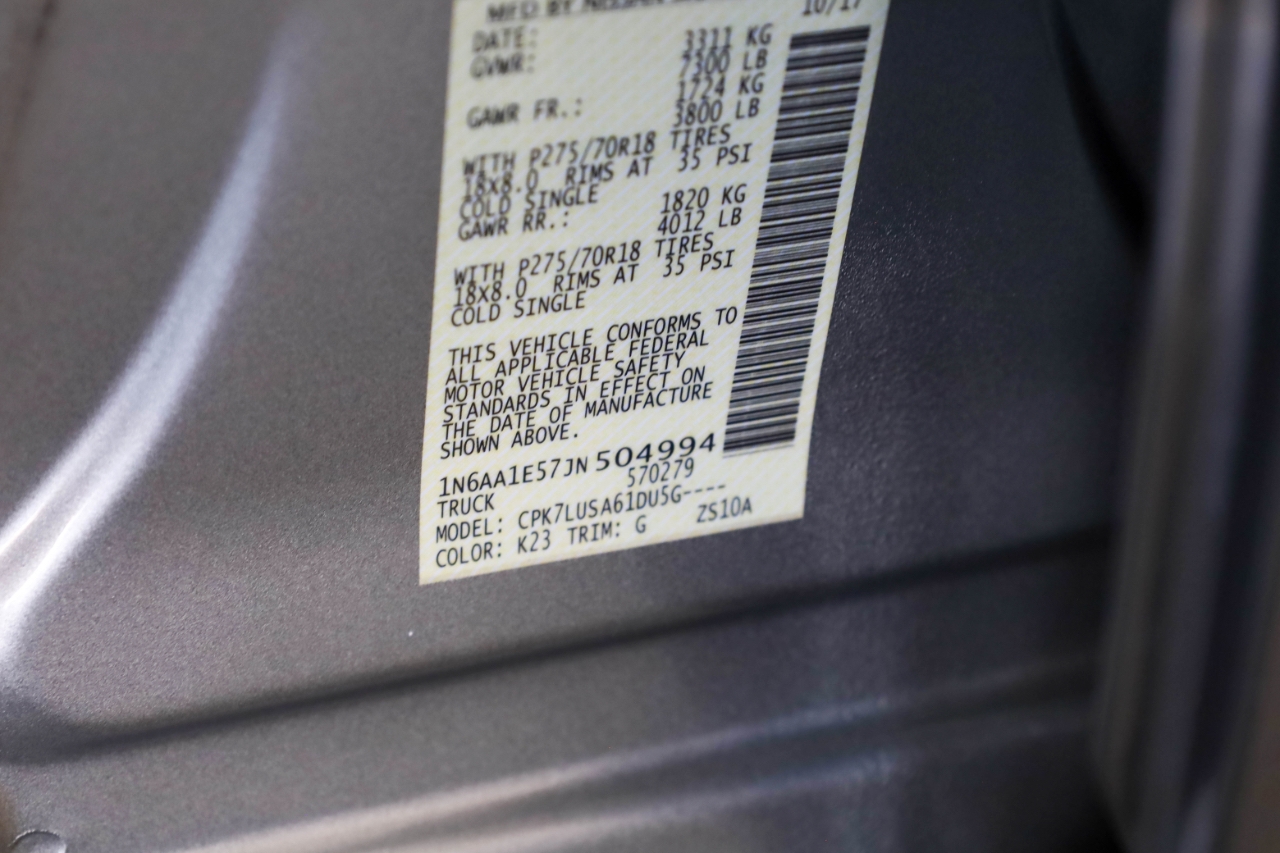 MFD BY NISSAN
DATE: 10/17
GVWR: 3311 KG
7300 LB
GAWR FR.: 1724 KG
3800 LB
WITH P275/70R18 TIRES
18X8.0 RIMS AT 35 PSI
COLD SINGLE
GAWR RR.: 1820 KG
4012 LB
WITH P275/70R18 TIRES
18X8.0 RIMS AT 35 PSI
COLD SINGLE
THIS VEHICLE CONFORMS TO
ALL APPLICABLE FEDERAL
MOTOR VEHICLE SAFETY
STANDARDS IN EFFECT ON
THE DATE OF MANUFACTURE
SHOWN ABOVE.
1N6AA1E57JN504994
TRUCK 570279
MODEL: CPK7LUSA61DU5G----
COLOR: K23 TRIM: G ZS10A